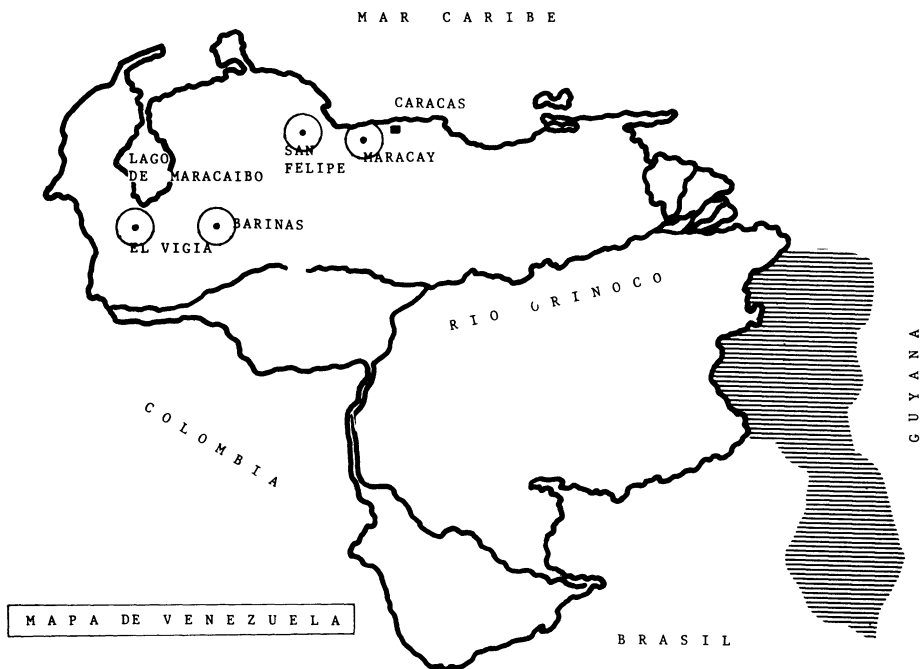 MAR CARIBE
CARACAS
SAN
FELIPE
MARACAY
LAGO
DE MARACAIBO
BARINAS
EL VIGIA
RIO ORINOCO
GUYANA
COLOMBIA
MAPA DE VENEZUELA
BRASIL